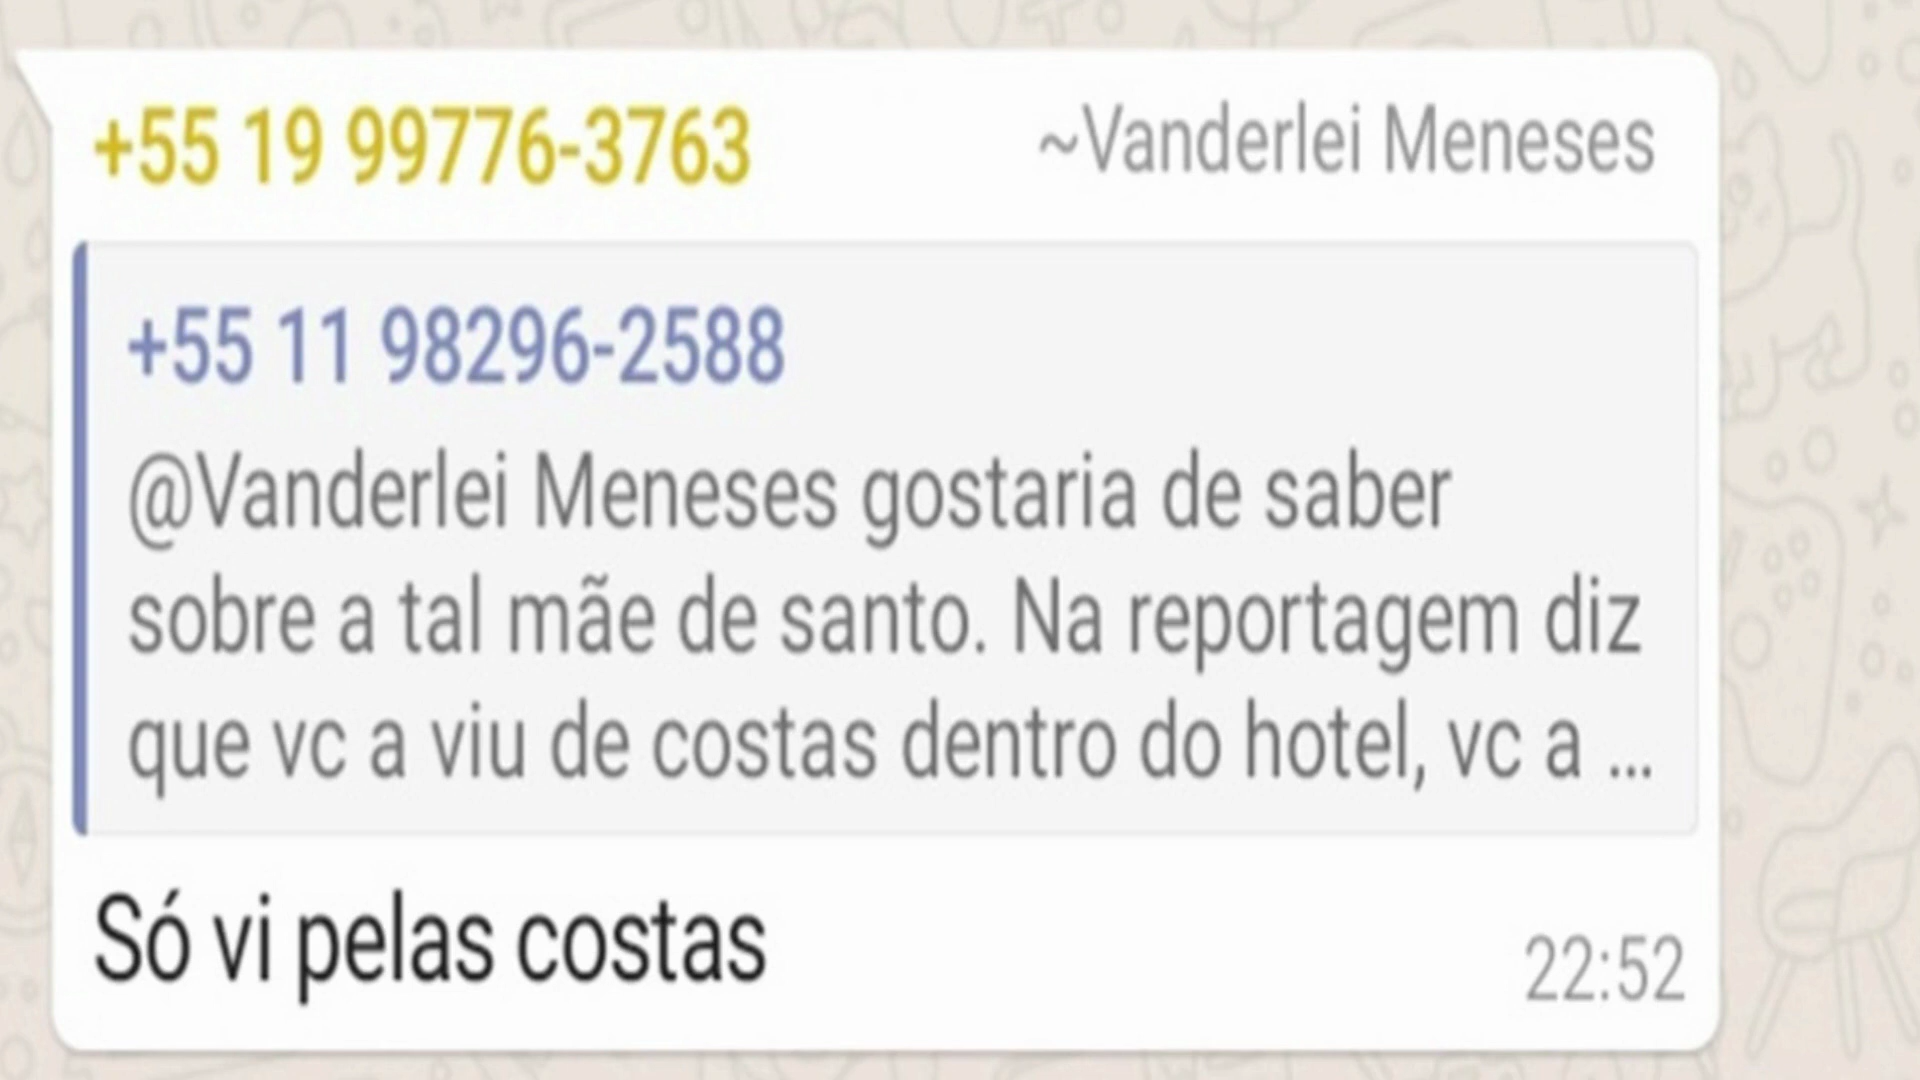 +55 19 99776-3763 ~Vanderlei Meneses
+55 11 98296-2588
@Vanderlei Meneses gostaria de saber
sobre a tal mãe de santo. Na reportagem diz
que vc a viu de costas dentro do hotel, vc a ...
Só vi pelas costas
22:52